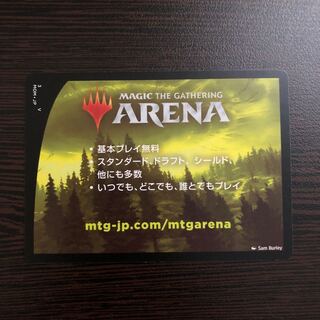 MAGIC THE GATHERING
ARENA
• 基本プレイ無料
• スタンダード、ドラフト、シールド、
他にも多数
• いつでも、どこでも、誰とでもプレイ
mtg-jp.com/mtgarena
Sam Burley